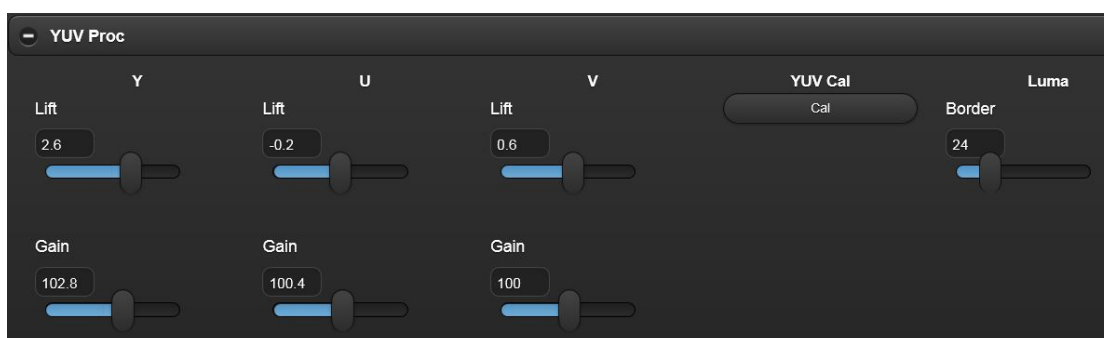 YUV Proc
Y U V YUV Cal Luma
Lift Lift Lift Cal Border
2.6 -0.2 0.6 24
Gain Gain Gain
102.8 100.4 100